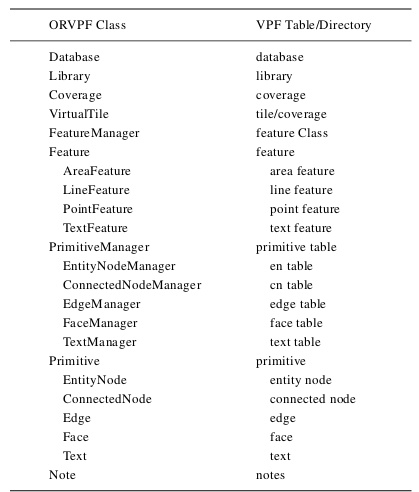 ORVPF Class VPF Table/Directory
Database database
Library library
Coverage coverage
VirtualTile tile/coverage
FeatureManager feature Class
Feature feature
AreaFeature area feature
LineFeature line feature
PointFeature point feature
TextFeature text feature
PrimitiveManager primitive table
EntityNodeManager en table
ConnectedNodeManager cn table
EdgeManager edge table
FaceManager face table
TextManager text table
Primitive primitive
EntityNode entity node
ConnectedNode connected node
Edge edge
Face face
Text text
Note notes